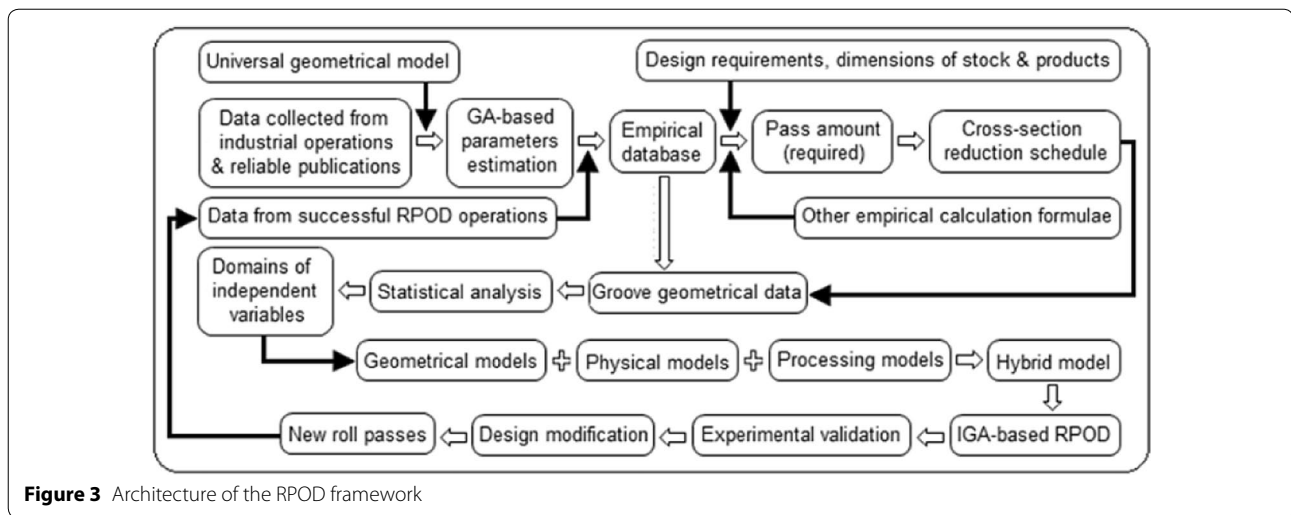 Universal geometrical model
Design requirements, dimensions of stock & products
Data collected from
industrial operations
& reliable publications
GA-based
parameters
estimation
Empirical
database
Pass amount
(required)
Cross-section
reduction schedule
Data from successful RPOD operations
Other empirical calculation formulae
Domains of
independent
variables
Statistical analysis
Groove geometrical data
Geometrical models + Physical models + Processing models
Hybrid model
New roll passes
Design modification
Experimental validation
IGA-based RPOD
Figure 3 Architecture of the RPOD framework